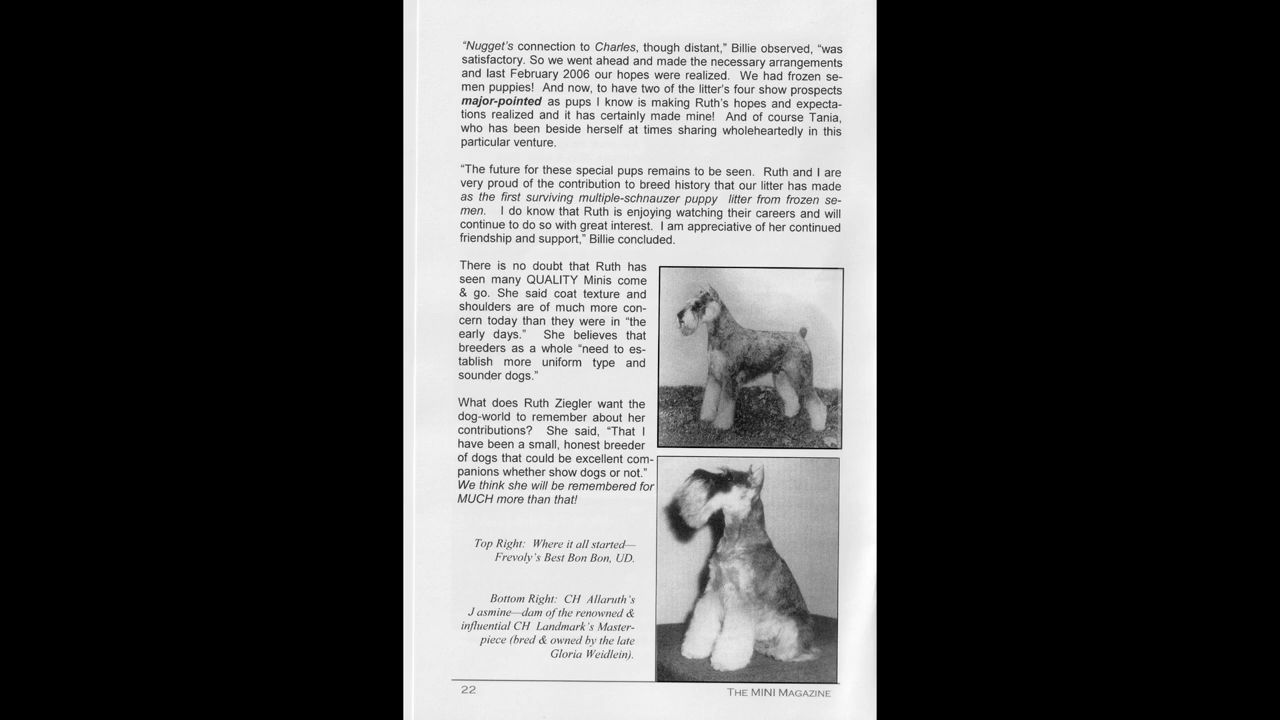 “Nugget’s connection to Charles, though distant,” Billie observed, “was
satisfactory. So we went ahead and made the necessary arrangements
and last February 2006 our hopes were realized. We had frozen se-
men puppies! And now, to have two of the litter’s four show prospects
major-pointed as pups I know is making Ruth’s hopes and expecta-
tions realized and it has certainly made mine! And of course Tania,
who has been beside herself at times sharing wholeheartedly in this
particular venture.
“The future for these special pups remains to be seen. Ruth and I are
very proud of the contribution to breed history that our litter has made
as the first surviving multiple-schnauzer puppy litter from frozen se-
men. I do know that Ruth is enjoying watching their careers and will
continue to do so with great interest. I am appreciative of her continued
friendship and support,” Billie concluded.
There is no doubt that Ruth has
seen many QUALITY Minis come
& go. She said coat texture and
shoulders are of much more con-
cern today than they were in “the
early days.” She believes that
breeders as a whole “need to es-
tablish more uniform type and
sounder dogs.”
What does Ruth Ziegler want the
dog-world to remember about her
contributions? She said, “That I
have been a small, honest breeder
of dogs that could be excellent com-
panions whether show dogs or not.”
We think she will be remembered for
MUCH more than that!
Top Right: Where it all started—
Frevoly’s Best Bon Bon, UD.
Bottom Right: CH Allaruth’s
J asmine—dam of the renowned &
influential CH Landmark’s Master-
piece (bred & owned by the late
Gloria Weidlein).
22
THE MINI MAGAZINE